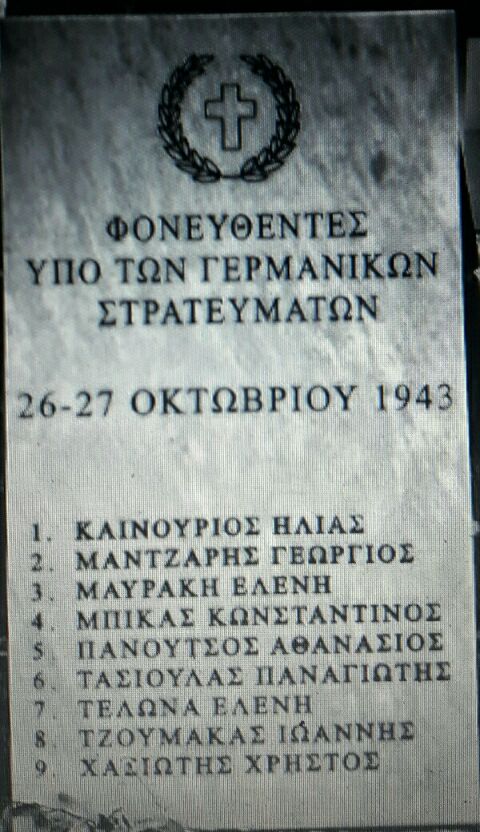 ΦΟΝΕΥΘΕΝΤΕΣ
ΥΠΟ ΤΩΝ ΓΕΡΜΑΝΙΚΩΝ
ΣΤΡΑΤΕΥΜΑΤΩΝ
26-27 ΟΚΤΩΒΡΙΟΥ 1943
1. ΚΑΙΝΟΥΡΙΟΣ ΗΛΙΑΣ
2. ΜΑΝΤΖΑΡΗΣ ΓΕΩΡΓΙΟΣ
3. ΜΑΥΡΑΚΗ ΕΛΕΝΗ
4. ΜΠΙΚΑΣ ΚΩΝΣΤΑΝΤΙΝΟΣ
5. ΠΑΝΟΥΤΣΟΣ ΑΘΑΝΑΣΙΟΣ
6. ΤΑΣΙΟΥΛΑΣ ΠΑΝΑΓΙΩΤΗΣ
7. ΤΕΛΩΝΑ ΕΛΕΝΗ
8. ΤΖΟΥΜΑΚΑΣ ΙΩΑΝΝΗΣ
9. ΧΑΣΙΩΤΗΣ ΧΡΗΣΤΟΣ